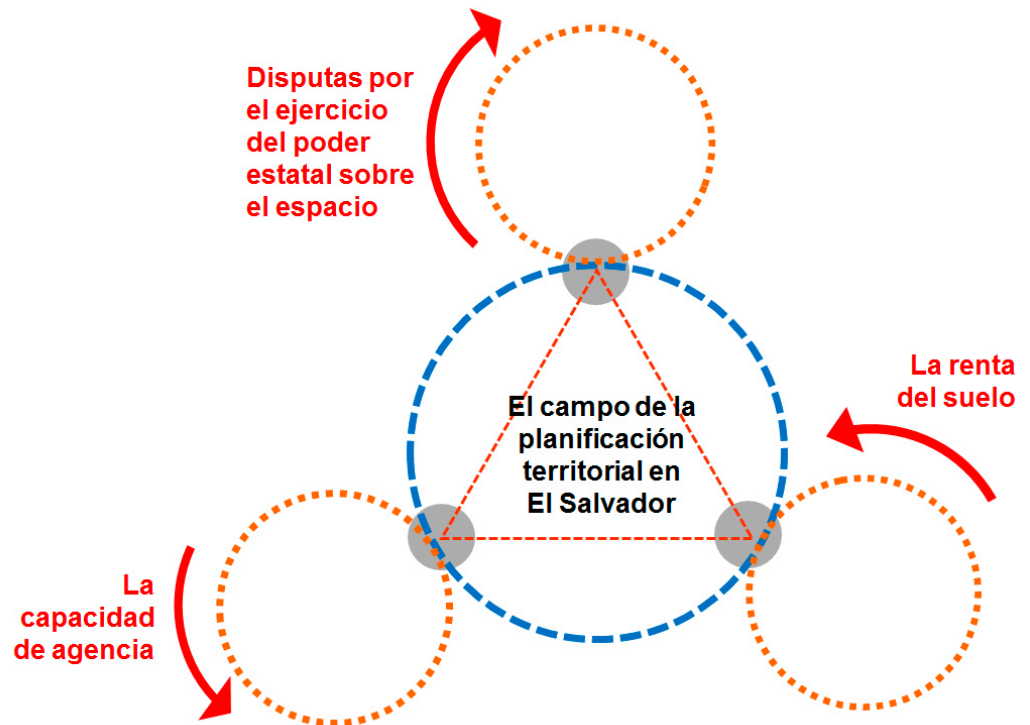 Disputas por
el ejercicio
del poder
estatal sobre
el espacio
La renta
del suelo
El campo de la
planificación
territorial en
El Salvador
La
capacidad
de agencia